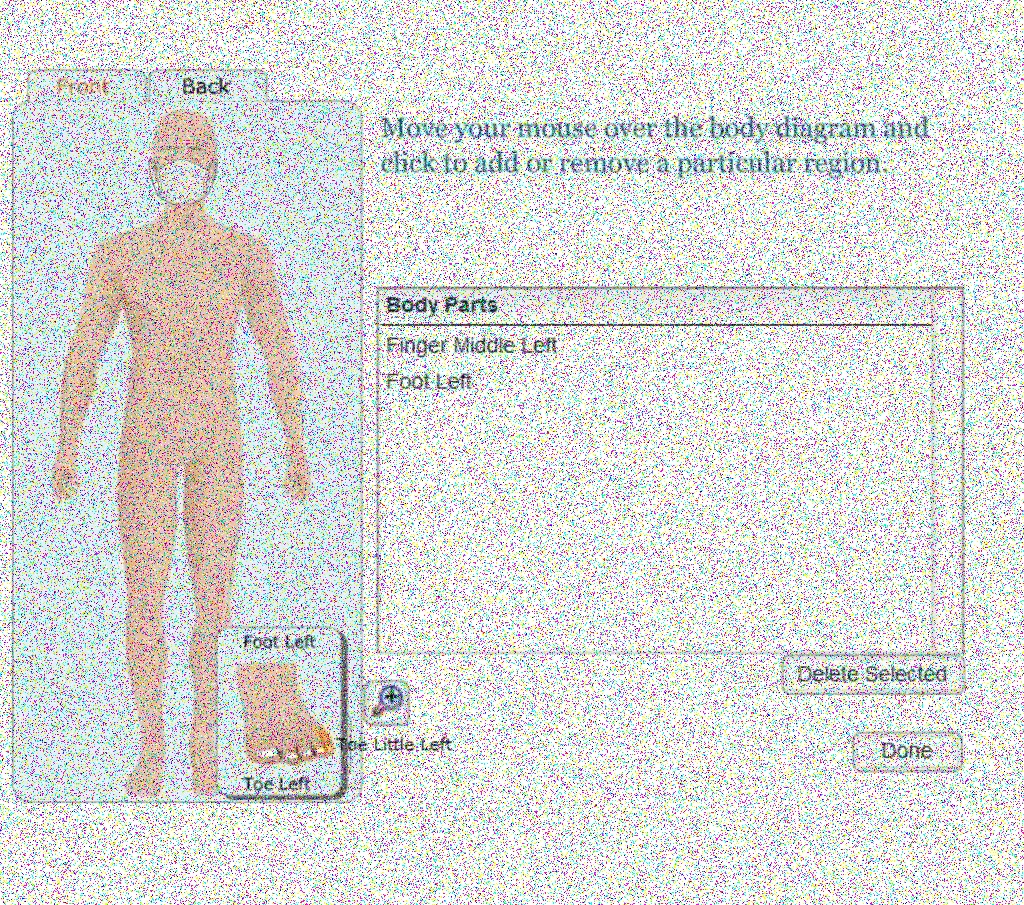 Front
Back
Move your mouse over the body diagram and
click to add or remove a particular region.
Body Parts
Finger Middle Left
Foot Left
Foot Left
Toe Little Left
Toe Left
Delete Selected
Done